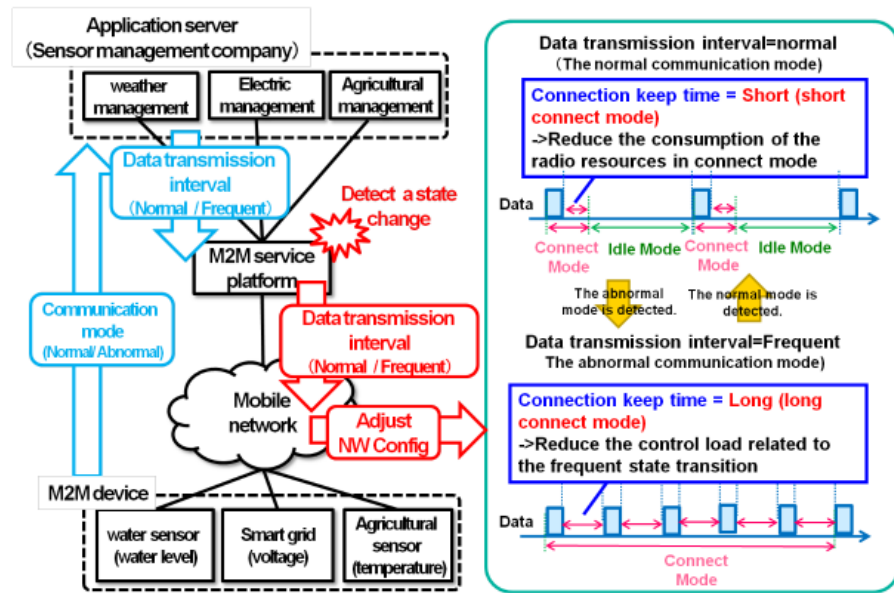 Application server
(Sensor management company)
weather
management
Electric
management
Agricultural
management
Data transmission
interval
(Normal / Frequent)
Detect a state
change
M2M service
platform
Communication
mode
(Normal/Abnormal)
Data transmission
interval
(Normal / Frequent)
Mobile
network
Adjust
NW Config
M2M device
water sensor
(water level)
Smart grid
(voltage)
Agricultural
sensor
(temperature)
Data transmission interval=normal
(The normal communication mode)
Connection keep time = Short (short
connect mode)
->Reduce the consumption of the
radio resources in connect mode
Data
Connect
Mode
Idle Mode
Connect
Mode
Idle Mode
The abnormal
mode is detected.
The normal mode is
detected.
Data transmission interval=Frequent
The abnormal communication mode)
Connection keep time = Long (long
connect mode)
->Reduce the control load related to
the frequent state transition
Data
Connect
Mode